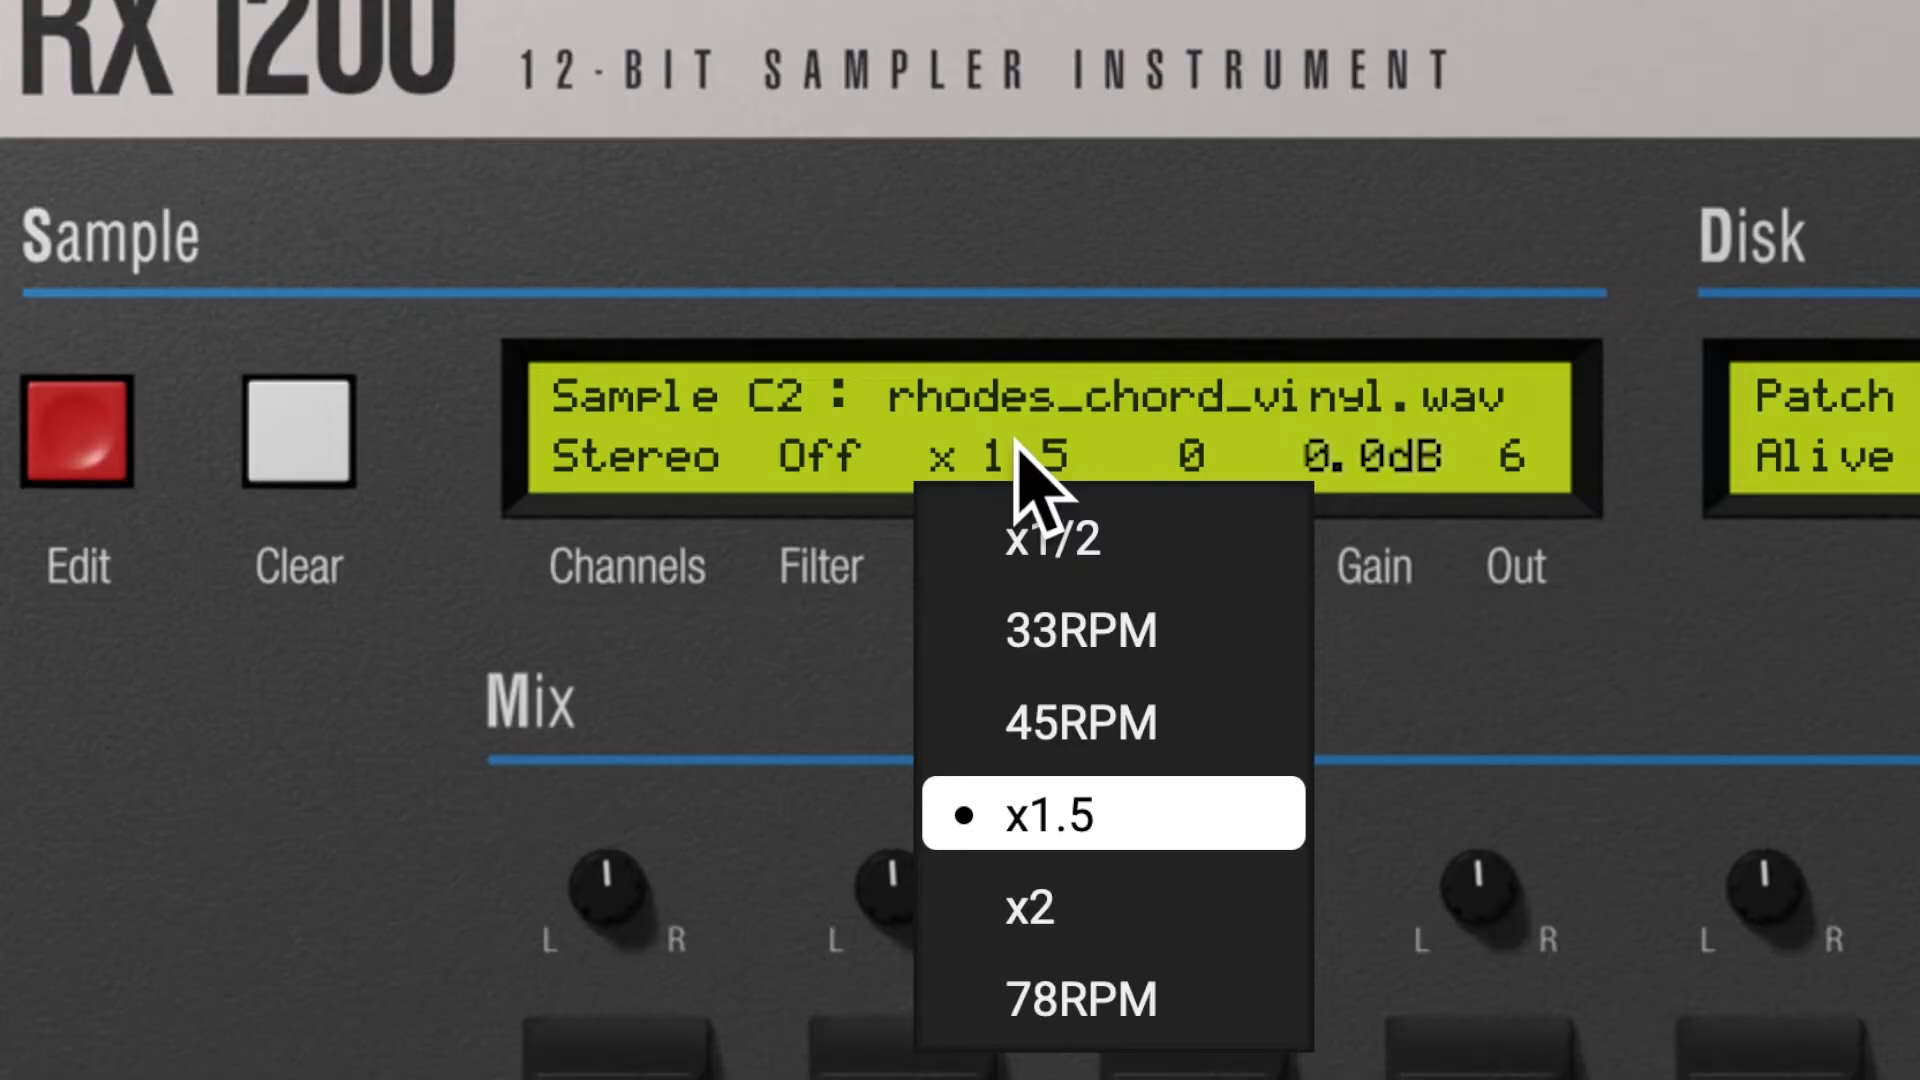 RX 1200
12-BIT SAMPLER INSTRUMENT
Sample
Disk
Sample C2: rhodes_chord_vinyl.wav
Stereo Off x1.5 0 0.0dB 6
Patch
Alive
Edit
Clear
Channels
Filter
Gain
Out
x1/2
33RPM
45RPM
x1.5
x2
78RPM
Mix
L R
L
L R
L R